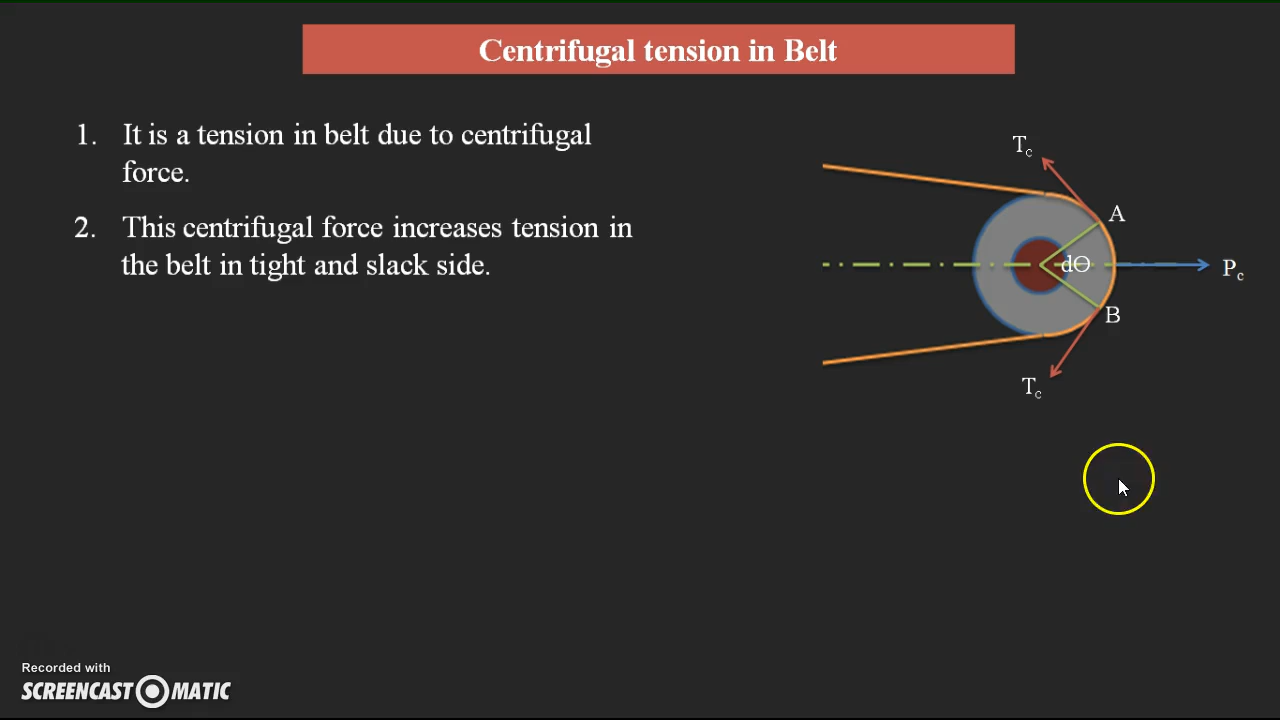 Centrifugal tension in Belt
1. It is a tension in belt due to centrifugal
force.
2. This centrifugal force increases tension in
the belt in tight and slack side.
Tc
A
dΘ
Pc
B
Tc
Recorded with
SCREENCAST MATIC